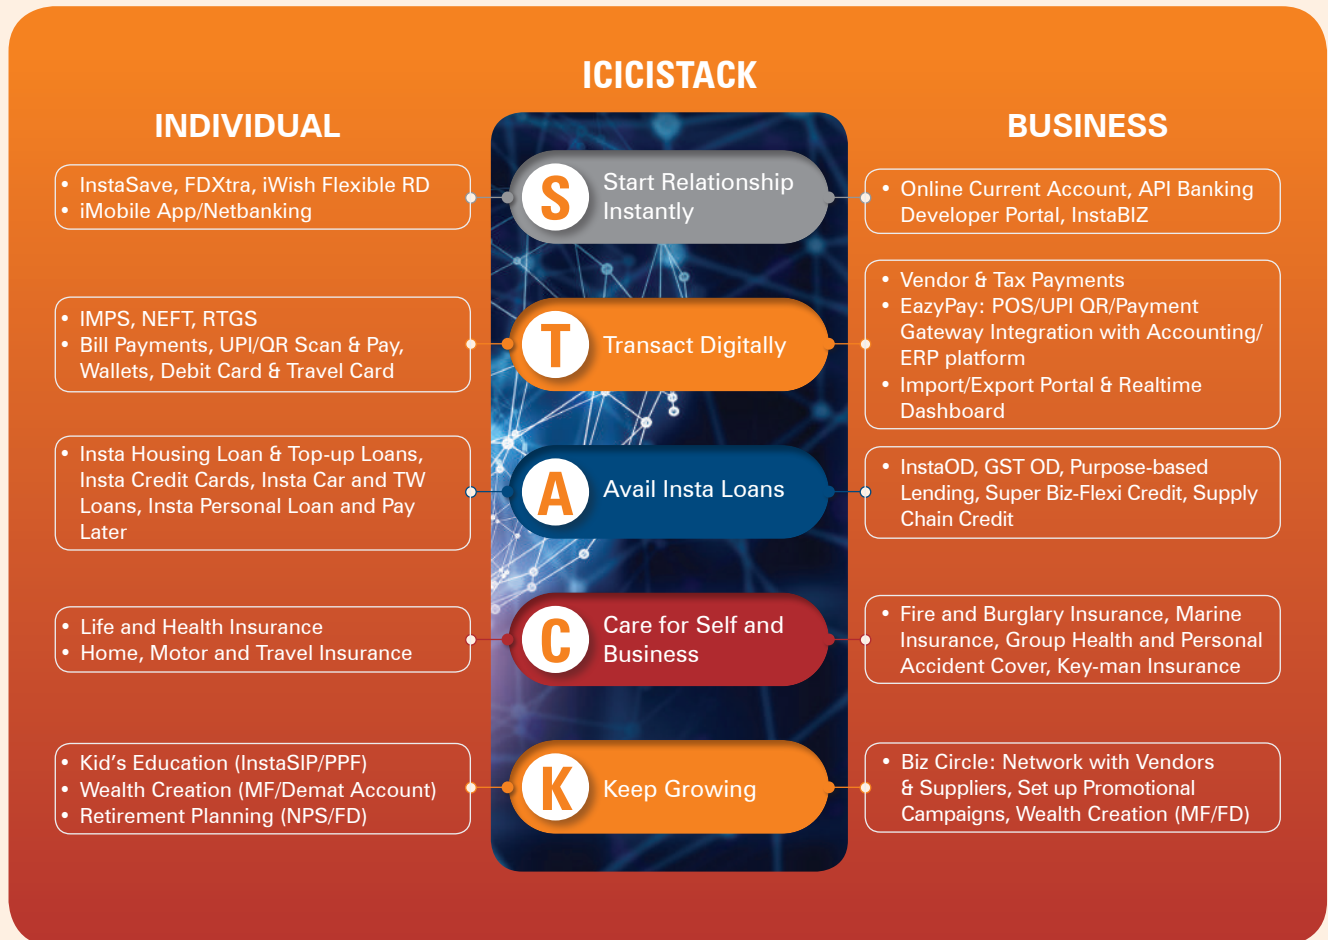 ICICISTACK
INDIVIDUAL
BUSINESS
• InstaSave, FDXtra, iWish Flexible RD
• iMobile App/Netbanking
S
Start Relationship
Instantly
• Online Current Account, API Banking
Developer Portal, InstaBIZ
• IMPS, NEFT, RTGS
• Bill Payments, UPI/QR Scan & Pay,
Wallets, Debit Card & Travel Card
T
Transact Digitally
• Vendor & Tax Payments
• EazyPay: POS/UPI QR/Payment
Gateway Integration with Accounting/
ERP platform
• Import/Export Portal & Realtime
Dashboard
• Insta Housing Loan & Top-up Loans,
Insta Credit Cards, Insta Car and TW
Loans, Insta Personal Loan and Pay
Later
A
Avail Insta Loans
• InstaOD, GST OD, Purpose-based
Lending, Super Biz-Flexi Credit, Supply
Chain Credit
• Life and Health Insurance
• Home, Motor and Travel Insurance
C
Care for Self and
Business
• Fire and Burglary Insurance, Marine
Insurance, Group Health and Personal
Accident Cover, Key-man Insurance
• Kid's Education (InstaSIP/PPF)
• Wealth Creation (MF/Demat Account)
• Retirement Planning (NPS/FD)
K
Keep Growing
• Biz Circle: Network with Vendors
& Suppliers, Set up Promotional
Campaigns, Wealth Creation (MF/FD)